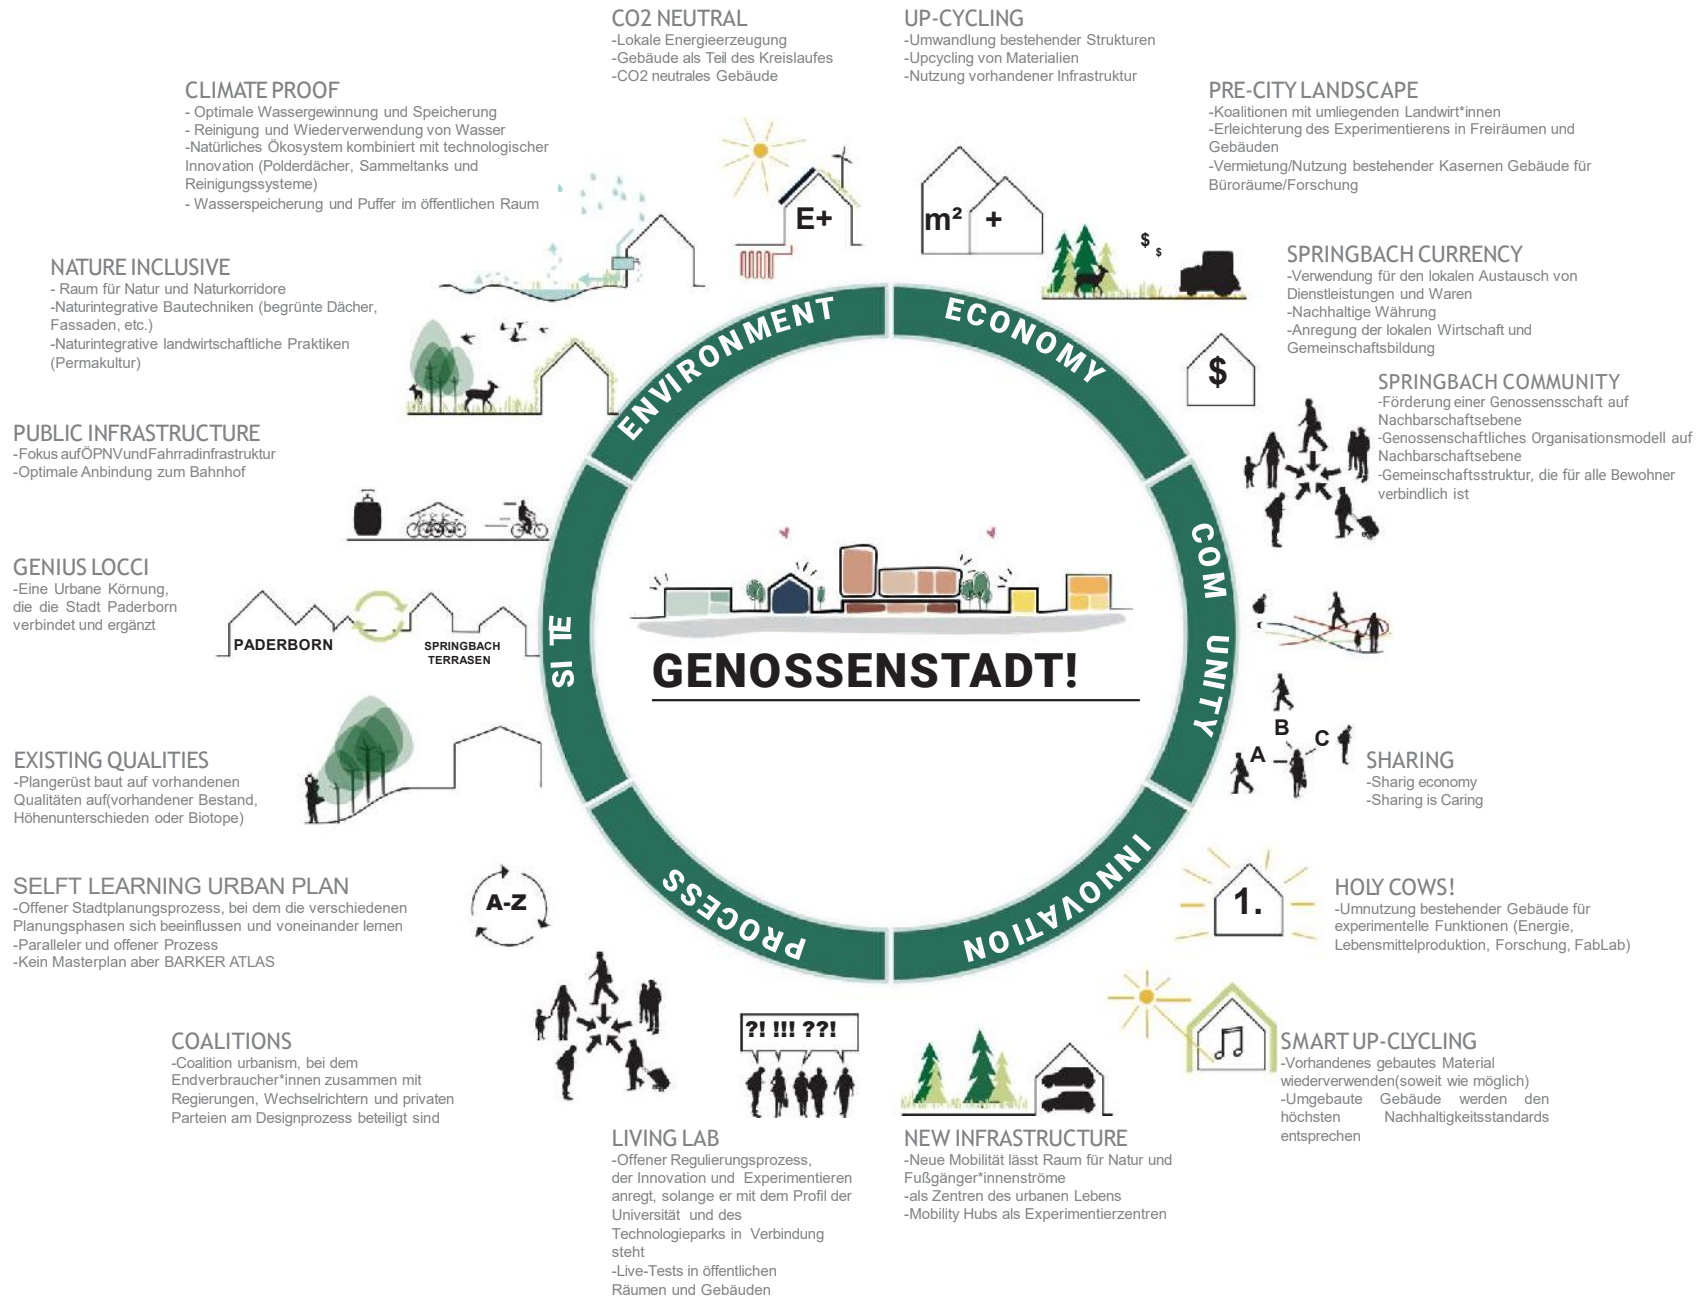 CO2 NEUTRAL
-Lokale Energieerzeugung
-Gebäude als Teil des Kreislaufes
-CO2 neutrales Gebäude
UP-CYCLING
-Umwandlung bestehender Strukturen
-Upcycling von Materialien
-Nutzung vorhandener Infrastruktur
CLIMATE PROOF
- Optimale Wassergewinnung und Speicherung
- Reinigung und Wiederverwendung von Wasser
-Natürliches Ökosystem kombiniert mit technologischer
Innovation (Polderdächer, Sammeltanks und
Reinigungssysteme)
- Wasserspeicherung und Puffer im öffentlichen Raum
PRE-CITY LANDSCAPE
-Koalitionen mit umliegenden Landwirt*innen
-Erleichterung des Experimentierens in Freiräumen und
Gebäuden
-Vermietung/Nutzung bestehender Kasernen Gebäude für
Büroräume/Forschung
E+
m² +
$
$
NATURE INCLUSIVE
- Raum für Natur und Naturkorridore
-Naturintegrative Bautechniken (begrünte Dächer,
Fassaden, etc.)
-Naturintegrative landwirtschaftliche Praktiken
(Permakultur)
SPRINGBACH CURRENCY
-Verwendung für den lokalen Austausch von
Dienstleistungen und Waren
-Nachhaltige Währung
-Anregung der lokalen Wirtschaft und
Gemeinschaftsbildung
$
ENVIRONMENT
ECONOMY
SPRINGBACH COMMUNITY
-Förderung einer Genossensschaft auf
Nachbarschaftsebene
-Genossenschaftliches Organisationsmodell auf
Nachbarschaftsebene
-Gemeinschaftsstruktur, die für alle Bewohner
verbindlich ist
PUBLIC INFRASTRUCTURE
-Fokus aufÖPNVundFahrradinfrastruktur
-Optimale Anbindung zum Bahnhof
GENIUS LOCCI
-Eine Urbane Körnung,
die die Stadt Paderborn
verbindet und ergänzt
PADERBORN
SPRINGBACH
TERRASEN
SI TE
GENOSSENSTADT!
COM UNITY
EXISTING QUALITIES
-Plangerüst baut auf vorhandenen
Qualitäten auf(vorhandener Bestand,
Höhenunterschieden oder Biotope)
A
B
C
SHARING
-Sharig economy
-Sharing is Caring
SELFT LEARNING URBAN PLAN
-Offener Stadtplanungsprozess, bei dem die verschiedenen
Planungsphasen sich beeinflussen und voneinander lernen
-Paralleler und offener Prozess
-Kein Masterplan aber BARKER ATLAS
A-Z
PROCESS
INNOVATION
1.
HOLY COWS!
-Umnutzung bestehender Gebäude für
experimentelle Funktionen (Energie,
Lebensmittelproduktion, Forschung, FabLab)
COALITIONS
-Coalition urbanism, bei dem
Endverbraucher*innen zusammen mit
Regierungen, Wechselrichtern und privaten
Parteien am Designprozess beteiligt sind
?! !!! ??!
SMART UP-CLYCLING
-Vorhandenes gebautes Material
wiederverwenden(soweit wie möglich)
-Umgebaute Gebäude werden den
höchsten Nachhaltigkeitsstandards
entsprechen
LIVING LAB
-Offener Regulierungsprozess,
der Innovation und Experimentieren
anregt, solange er mit dem Profil der
Universität und des
Technologieparks in Verbindung
steht
-Live-Tests in öffentlichen
Räumen und Gebäuden
NEW INFRASTRUCTURE
-Neue Mobilität lässt Raum für Natur und
Fußgänger*innenströme
-als Zentren des urbanen Lebens
-Mobility Hubs als Experimentierzentren